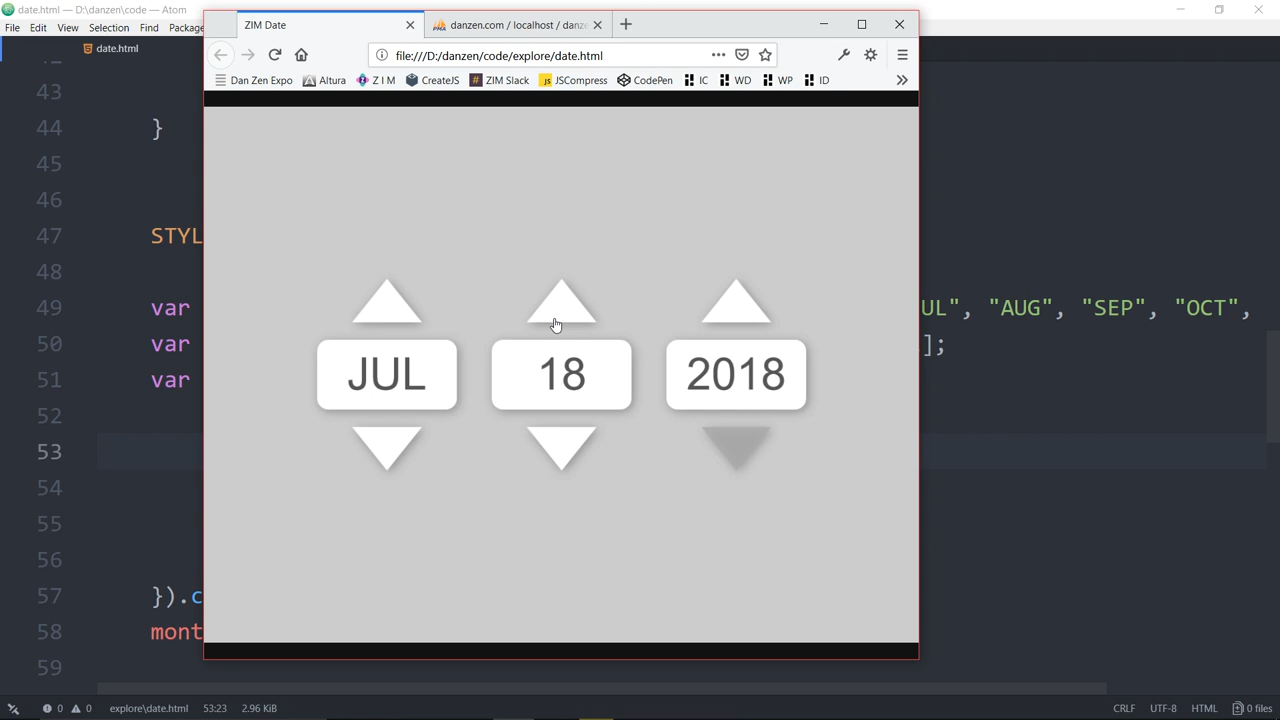 date.html — D:\danzen\code — Atom
File Edit View Selection Find Package
date.html
ZIM Date
danzen.com / localhost / danze
file:///D:/danzen/code/explore/date.html
Dan Zen Expo Altura Z I M CreateJS ZIM Slack JS JSCompress CodePen IC WD WP ID
43
44 }
45
46
47 STYL
48
49 var UL", "AUG", "SEP", "OCT",
50 var ];
51 var
52
53
54
55
56
57 }).c
58 mont
59
JUL 18 2018
0 0 explore\date.html 53:23 2.96 KiB CRLF UTF-8 HTML 0 files